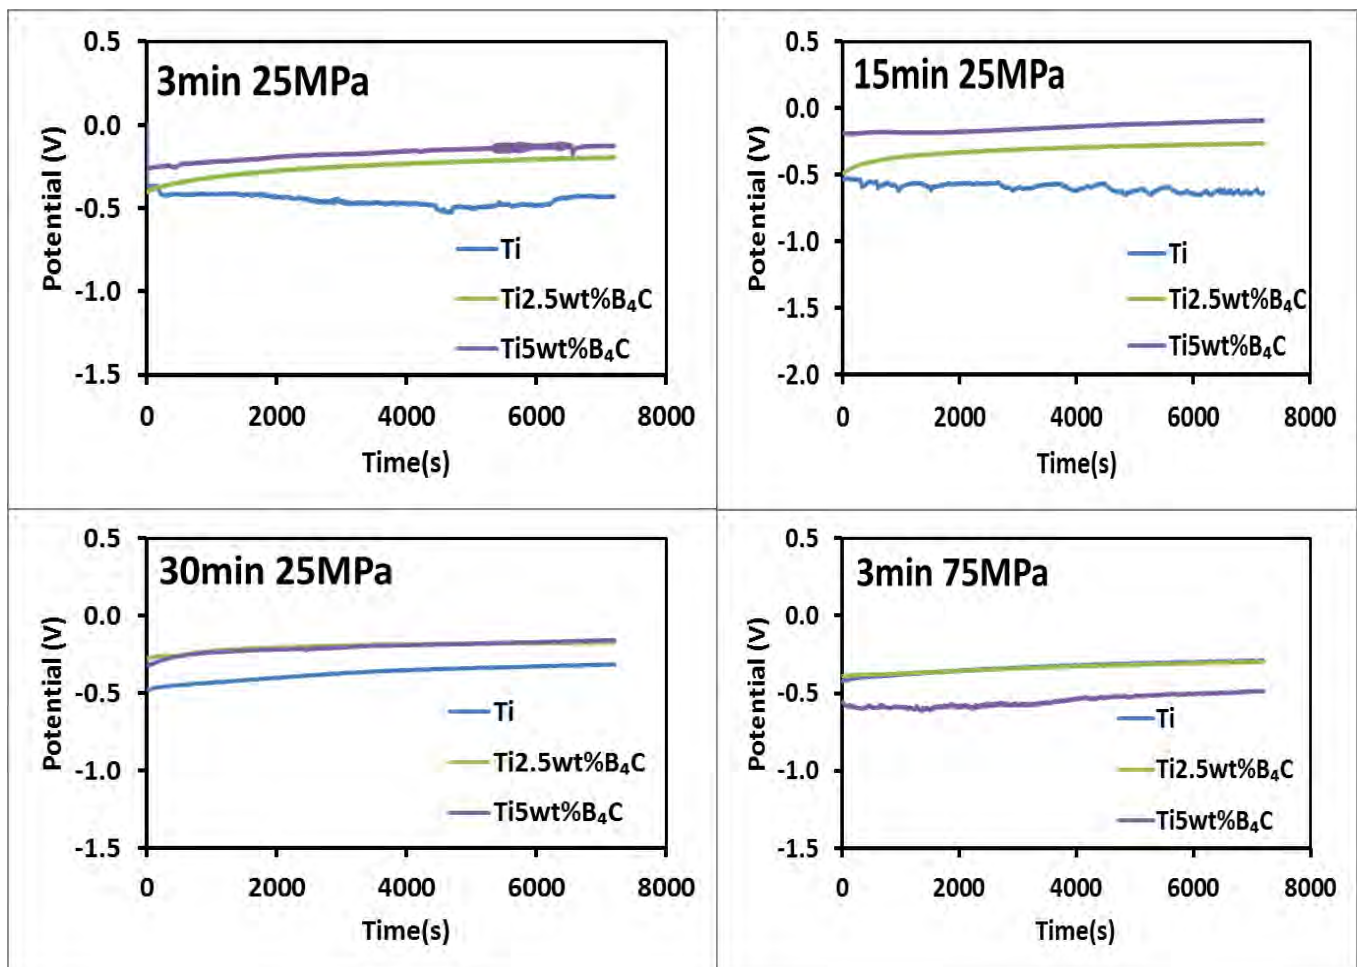 3min 25MPa
Potential (V)
0.5
0.0
-0.5
-1.0
-1.5
Ti
Ti2.5wt%B₄C
Ti5wt%B₄C
0 2000 4000 6000 8000
Time(s)
15min 25MPa
Potential (V)
0.5
0.0
-0.5
-1.0
-1.5
-2.0
Ti
Ti2.5wt%B₄C
Ti5wt%B₄C
0 2000 4000 6000 8000
Time(s)
30min 25MPa
Potential (V)
0.5
0.0
-0.5
-1.0
-1.5
Ti
Ti2.5wt%B₄C
Ti5wt%B₄C
0 2000 4000 6000 8000
Time(s)
3min 75MPa
Potential (V)
0.5
0.0
-0.5
-1.0
-1.5
Ti
Ti2.5wt%B₄C
Ti5wt%B₄C
0 2000 4000 6000 8000
Time(s)